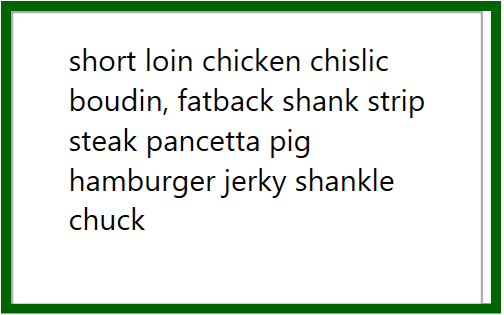 short loin chicken chislic
boudin, fatback shank strip
steak pancetta pig
hamburger jerky shankle
chuck